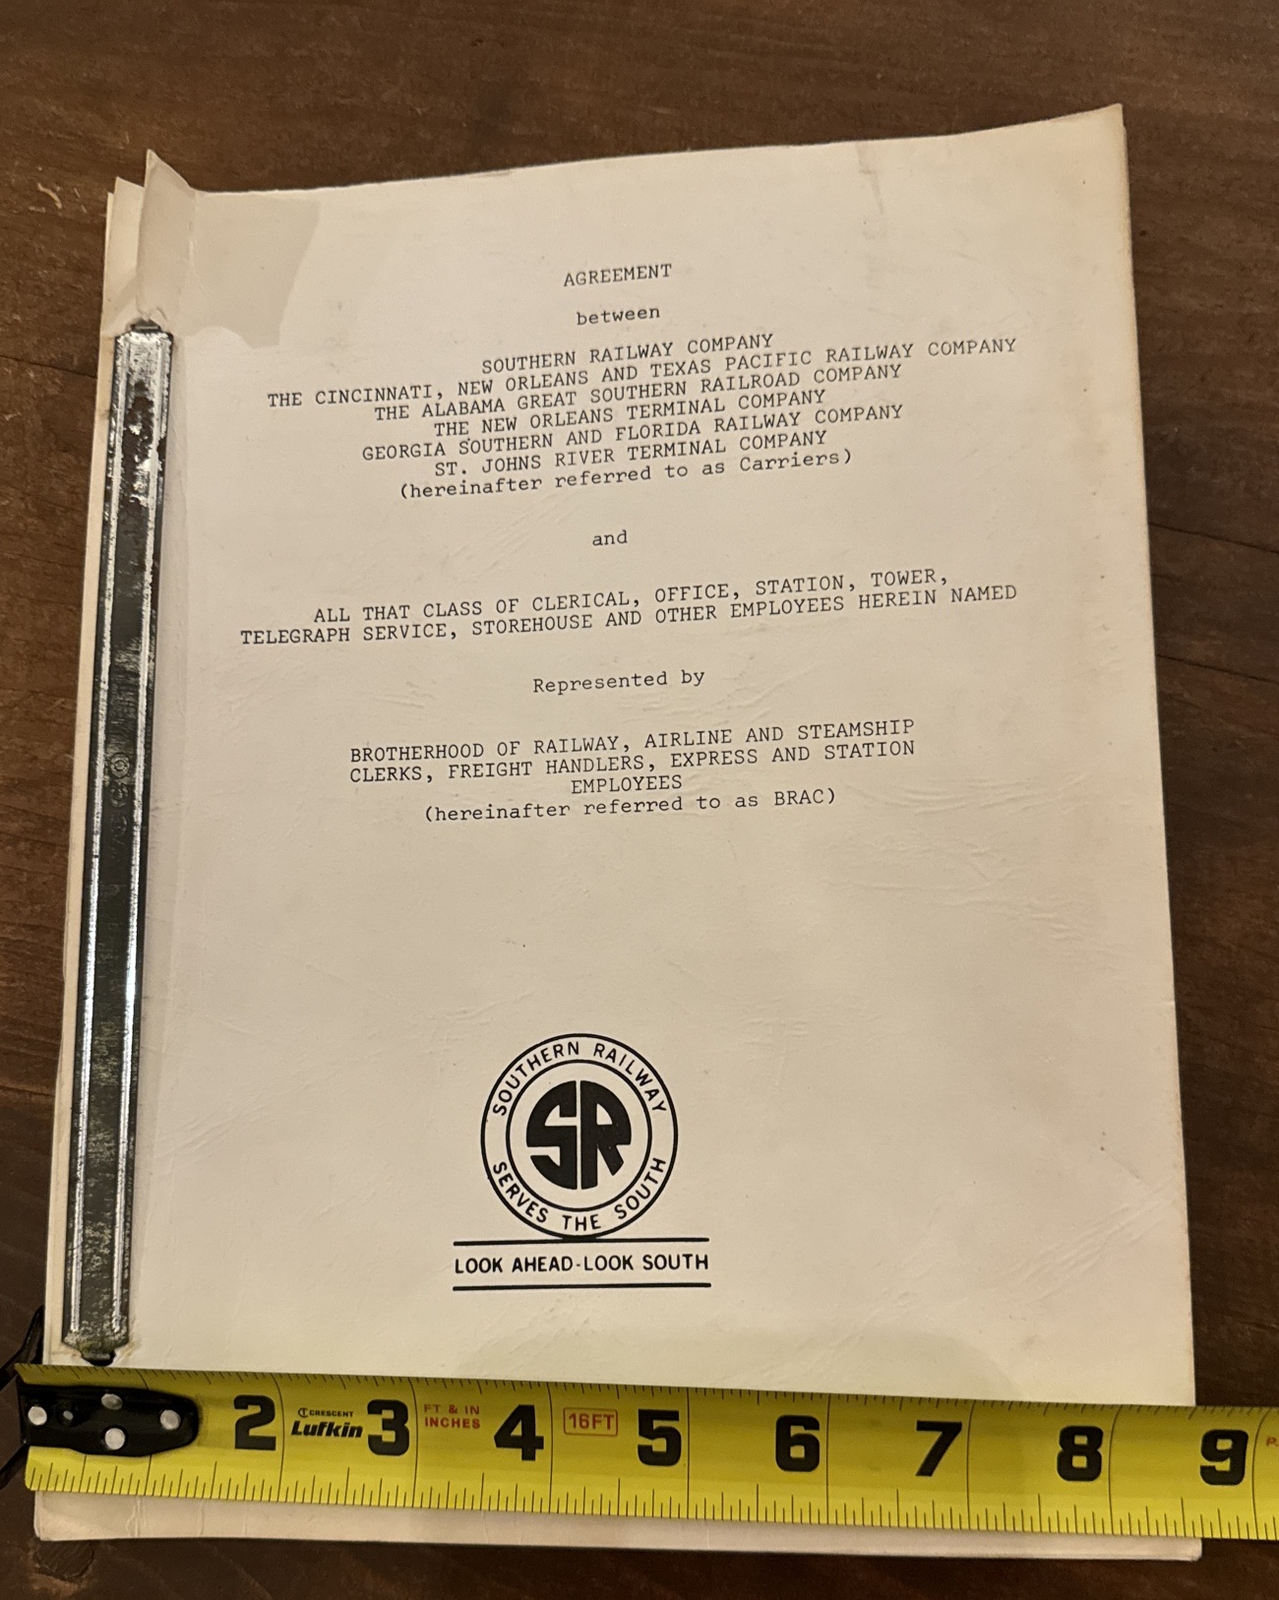 AGREEMENT
between
SOUTHERN RAILWAY COMPANY
THE CINCINNATI, NEW ORLEANS AND TEXAS PACIFIC RAILWAY COMPANY
THE ALABAMA GREAT SOUTHERN RAILROAD COMPANY
THE NEW ORLEANS TERMINAL COMPANY
GEORGIA SOUTHERN AND FLORIDA RAILWAY COMPANY
ST. JOHNS RIVER TERMINAL COMPANY
(hereinafter referred to as Carriers)
and
ALL THAT CLASS OF CLERICAL, OFFICE, STATION, TOWER,
TELEGRAPH SERVICE, STOREHOUSE AND OTHER EMPLOYEES HEREIN NAMED
Represented by
BROTHERHOOD OF RAILWAY, AIRLINE AND STEAMSHIP
CLERKS, FREIGHT HANDLERS, EXPRESS AND STATION
EMPLOYEES
(hereinafter referred to as BRAC)
SOUTHERN RAILWAY
SR
SERVES THE SOUTH
LOOK AHEAD-LOOK SOUTH
2 CRESCENT Lufkin 3 FT & IN INCHES 4 16FT 5 6 7 8 9